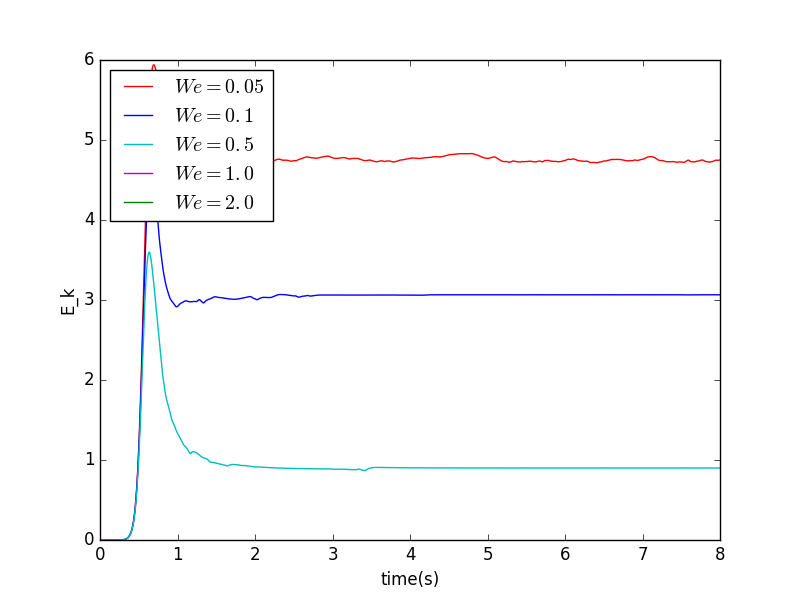 6
5
4
3
2
1
0
E_k
We = 0.05
We = 0.1
We = 0.5
We = 1.0
We = 2.0
0 1 2 3 4 5 6 7 8
time(s)